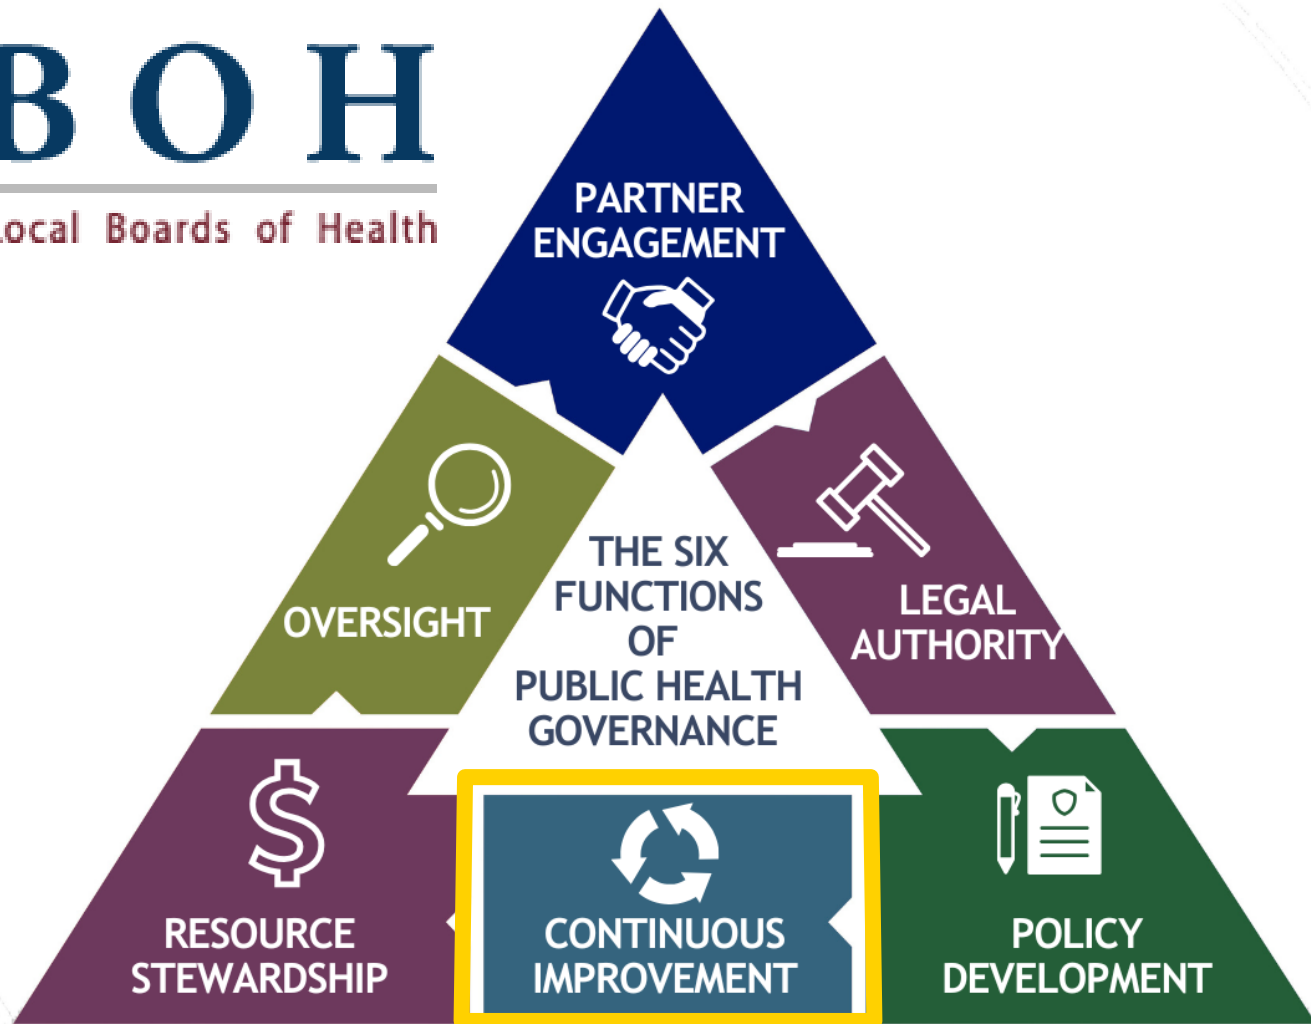 BOH
Local Boards of Health
PARTNER
ENGAGEMENT
OVERSIGHT
LEGAL
AUTHORITY
THE SIX
FUNCTIONS
OF
PUBLIC HEALTH
GOVERNANCE
RESOURCE
STEWARDSHIP
CONTINUOUS
IMPROVEMENT
POLICY
DEVELOPMENT